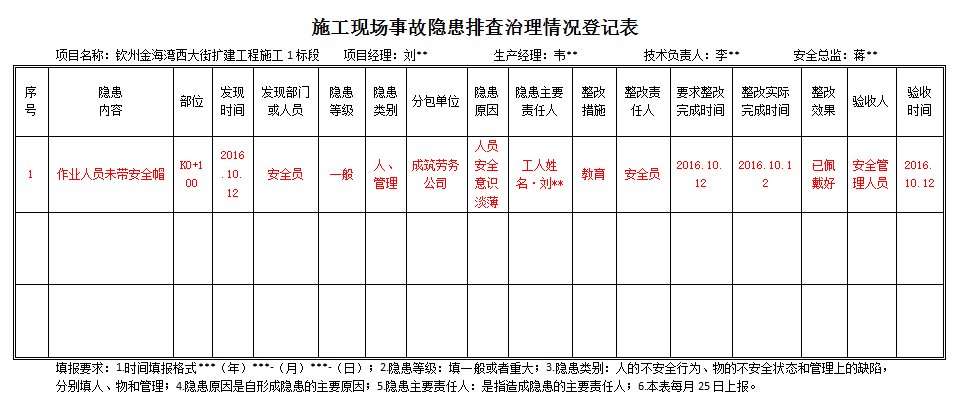 施工现场事故隐患排查治理情况登记表
项目名称：钦州金海湾西大街扩建工程施工1标段 项目经理：刘** 生产经理：韦** 技术负责人：李** 安全总监：蒋**
序号 隐患内容 部位 发现时间 发现部门或人员 隐患等级 隐患类别 分包单位 隐患原因 隐患主要责任人 整改措施 整改责任人 要求整改完成时间 整改实际完成时间 整改效果 验收人 验收时间
1 作业人员未带安全帽 K0+100 2016.10.12 安全员 一般 人、管理 成筑劳务公司 人员安全意识淡薄 工人姓名·刘** 教育 安全员 2016.10.12 2016.10.12 已佩戴好 安全管理人员 2016.10.12
填报要求：1.时间填报格式***（年）***-（月）***-（日）；2.隐患等级：填一般或者重大；3.隐患类别：人的不安全行为、物的不安全状态和管理上的缺陷，
分别填人、物和管理；4.隐患原因是自形成隐患的主要原因；5.隐患主要责任人：是指造成隐患的主要责任人；6.本表每月25日上报。